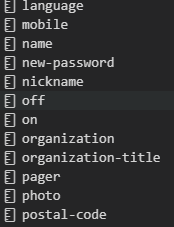 language
mobile
name
new-password
nickname
off
on
organization
organization-title
pager
photo
postal-code